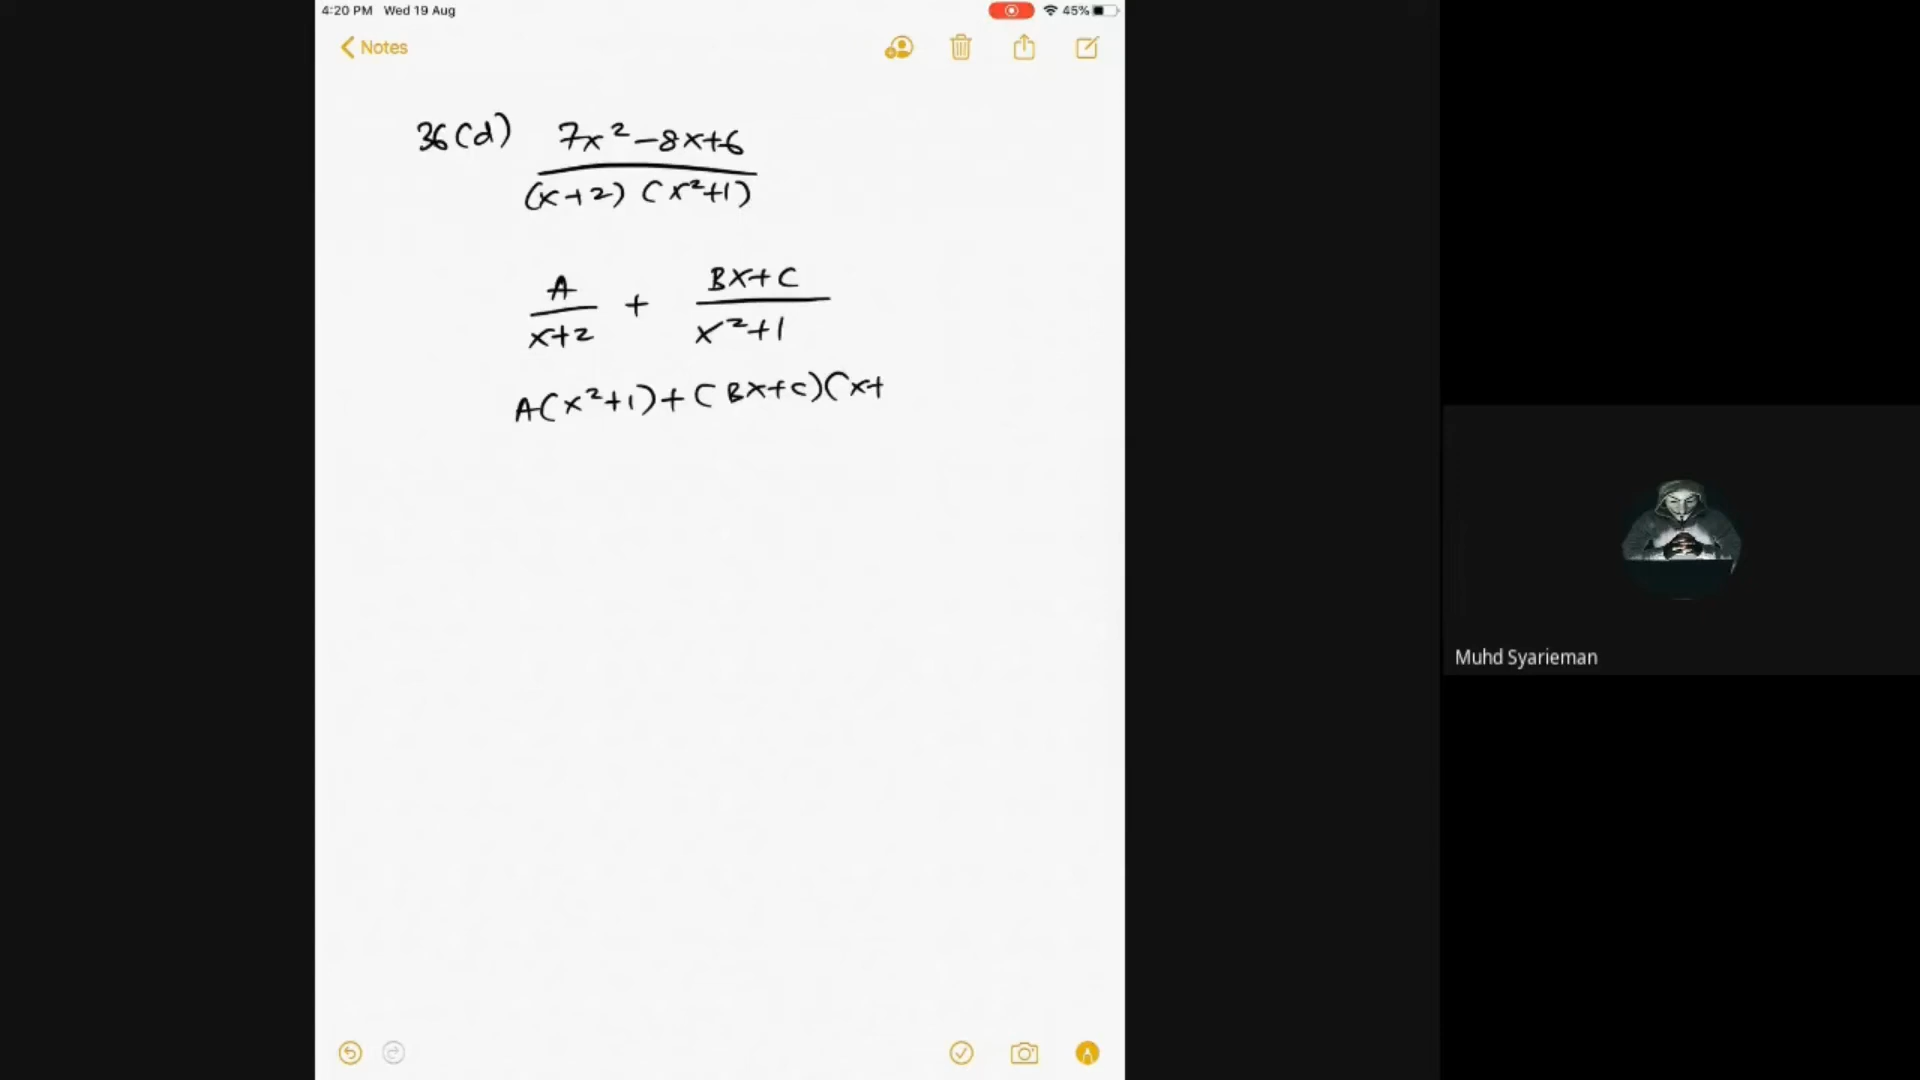 4:20 PM Wed 19 Aug
45%
Notes
36(d) 7x² - 8x + 6
(x+2) (x²+1)
A + Bx + C
x+2 x²+1
A(x²+1) + (Bx+c)(x+
Muhd Syarieman